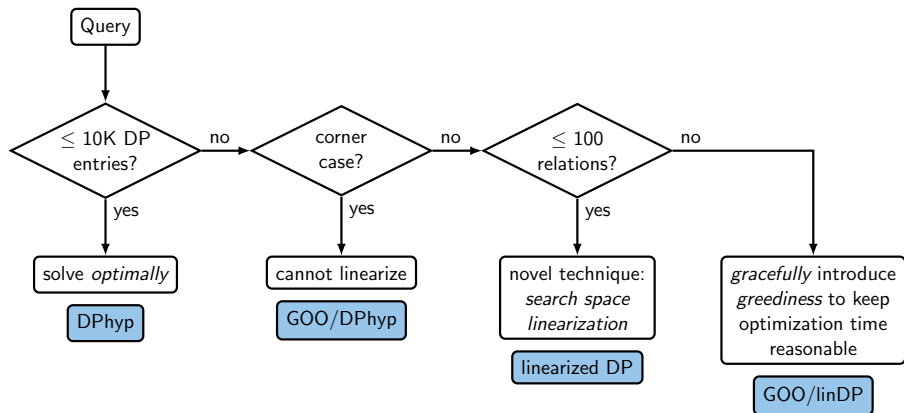 Query
≤ 10K DP
entries?
no
yes
solve optimally
DPhyp
corner
case?
no
yes
cannot linearize
GOO/DPhyp
≤ 100
relations?
no
yes
novel technique:
search space
linearization
linearized DP
gracefully introduce
greediness to keep
optimization time
reasonable
GOO/linDP